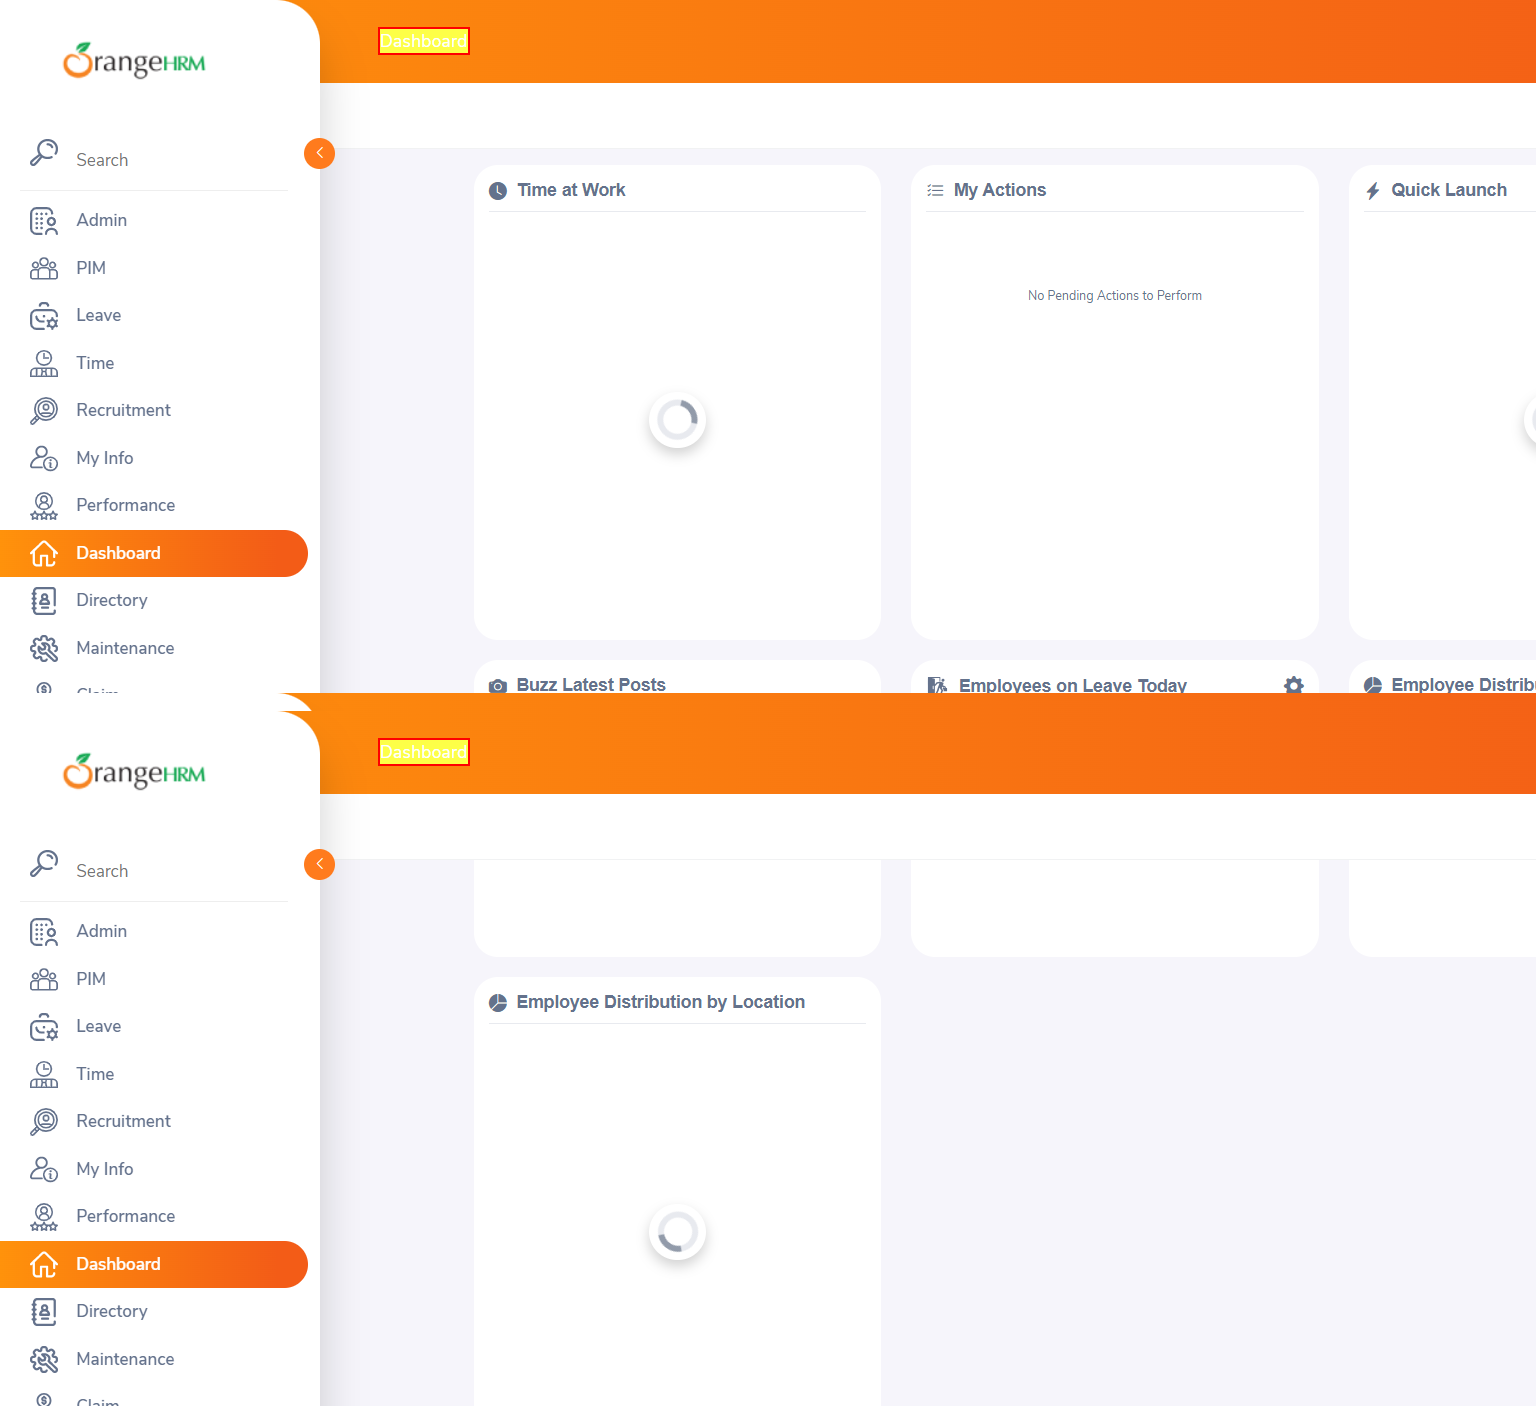 OrangeHRM
Dashboard
Search
Admin
PIM
Leave
Time
Recruitment
My Info
Performance
Dashboard
Directory
Maintenance
Claim
Time at Work
My Actions
Quick Launch
No Pending Actions to Perform
Buzz Latest Posts
Employees on Leave Today
Employee Distribu
OrangeHRM
Dashboard
Search
Admin
PIM
Leave
Time
Recruitment
My Info
Performance
Dashboard
Directory
Maintenance
Claim
Employee Distribution by Location